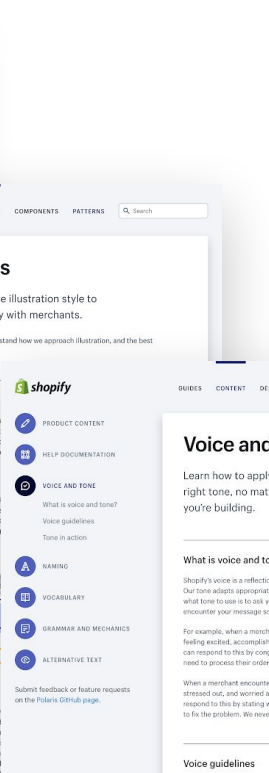 COMPONENTS PATTERNS Search
s
e illustration style to
y with merchants.
stand how we approach illustration, and the best
shopify
GUIDES CONTENT DE
PRODUCT CONTENT
HELP DOCUMENTATION
VOICE AND TONE
What is voice and tone?
Voice guidelines
Tone in action
NAMING
VOCABULARY
GRAMMAR AND MECHANICS
ALTERNATIVE TEXT
Submit feedback or feature requests
on the Polaris GitHub page.
Voice and
Learn how to apply
right tone, no mat
you're building.
What is voice and to
Shopify's voice is a reflectio
Our tone adapts appropriat
what tone to use is to ask y
encounter your message so
For example, when a merch
feeling excited, accomplish
can respond to this by cong
need to process their order
When a merchant encounte
stressed out, and worried a
respond to this by stating w
to fix the problem. We neve
Voice guidelines